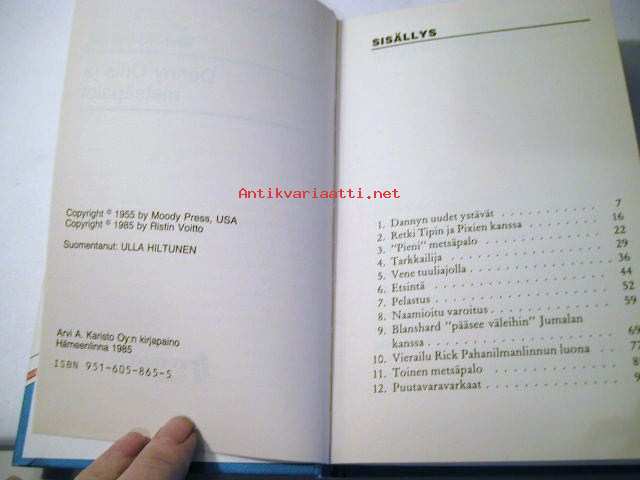 Copyright © 1955 by Moody Press, USA
Copyright © 1985 by Ristin Voitto
Suomentanut: ULLA HILTUNEN
Arvi A. Karisto Oy:n kirjapaino
Hämeenlinna 1985
ISBN 951-605-865-5
Antikvariaatti.net
SISÄLLYS
1. Dannyn uudet ystävät . . . . . . . . . . . 7
2. Retki Tipin ja Pixien kanssa . . . . . . . . 16
3. "Pieni" metsäpalo . . . . . . . . . . . . 22
4. Tarkkailija . . . . . . . . . . . . . . . 29
5. Vene tuuliajolla . . . . . . . . . . . . . 36
6. Etsintä . . . . . . . . . . . . . . . . 44
7. Pelastus . . . . . . . . . . . . . . . . 52
8. Naamioitu varoitus . . . . . . . . . . . . 59
9. Blanshard "pääsee väleihin" Jumalan
kanssa . . . . . . . . . . . . . . . . 69
10. Vierailu Rick Pahanilmanlinnun luona . . . . 77
11. Toinen metsäpalo . . . . . . . . . . . . 8
12. Puutavaravarkaat . . . . . . . . . . . . 9